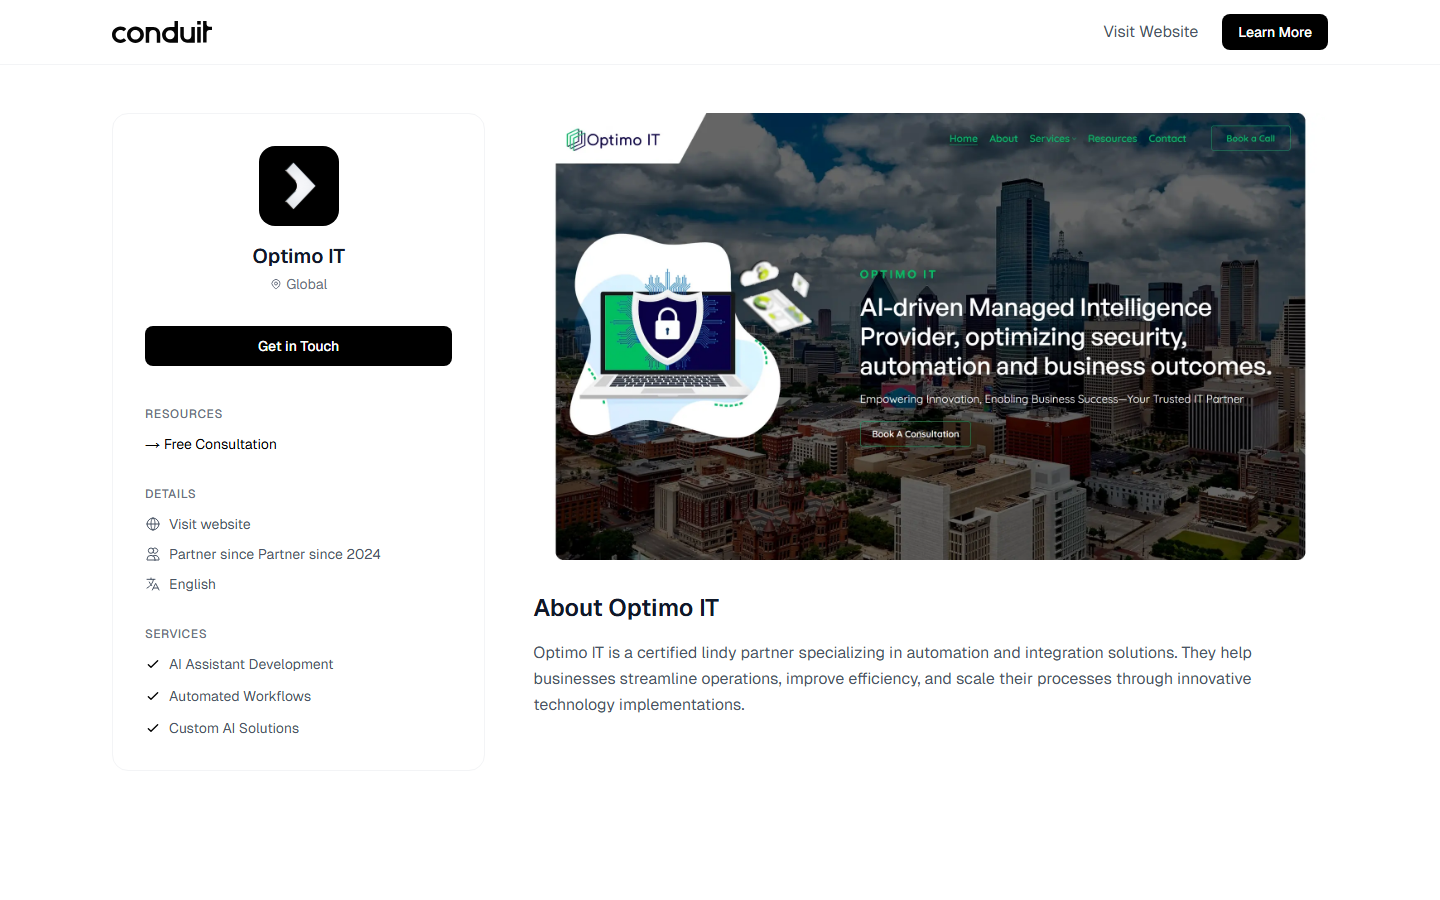 conduit
Visit Website
Learn More
Optimo IT
Global
Get in Touch
RESOURCES
→ Free Consultation
DETAILS
Visit website
Partner since Partner since 2024
English
SERVICES
AI Assistant Development
Automated Workflows
Custom AI Solutions
Optimo IT
Home
About
Services
Resources
Contact
Book a Call
OPTIMO IT
AI-driven Managed Intelligence
Provider, optimizing security,
automation and business outcomes.
Empowering Innovation, Enabling Business Success—Your Trusted IT Partner
Book A Consultation
About Optimo IT
Optimo IT is a certified lindy partner specializing in automation and integration solutions. They help
businesses streamline operations, improve efficiency, and scale their processes through innovative
technology implementations.